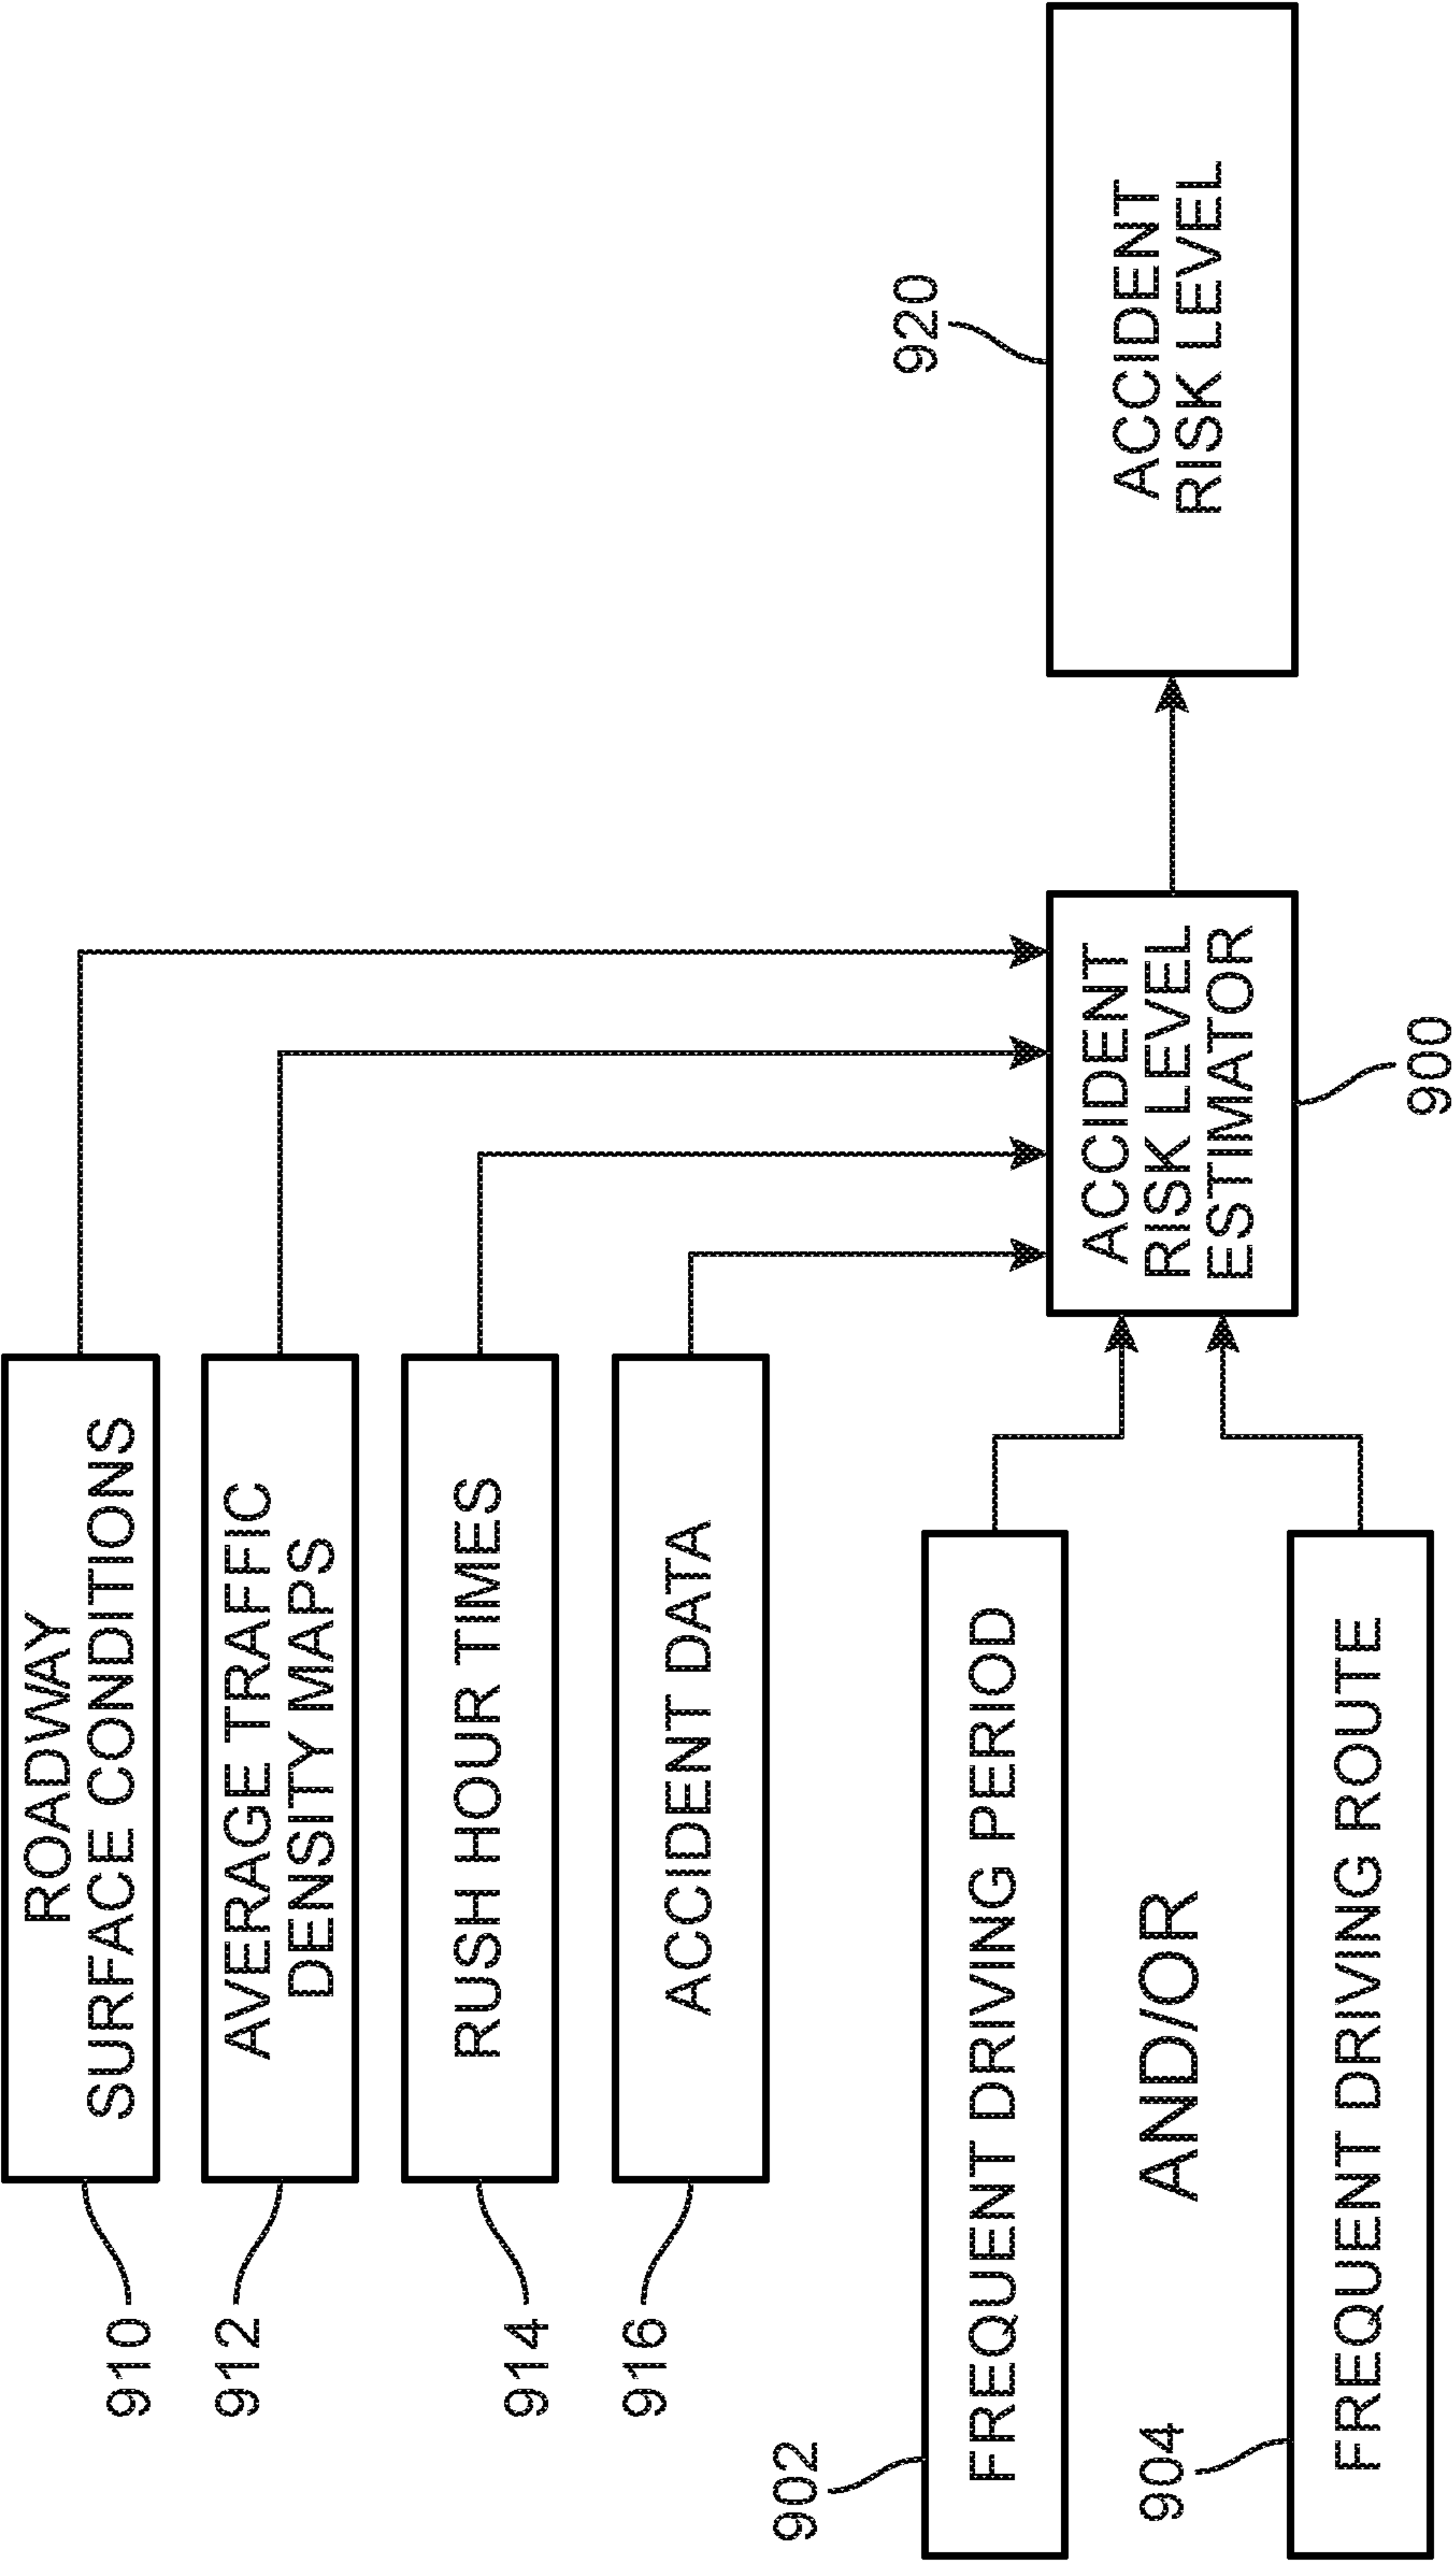 910
ROADWAY
SURFACE CONDITIONS
912
AVERAGE TRAFFIC
DENSITY MAPS
914
RUSH HOUR TIMES
916
ACCIDENT DATA
902
FREQUENT DRIVING PERIOD
AND/OR
904
FREQUENT DRIVING ROUTE
ACCIDENT
RISK LEVEL
ESTIMATOR
900
920
ACCIDENT
RISK LEVEL